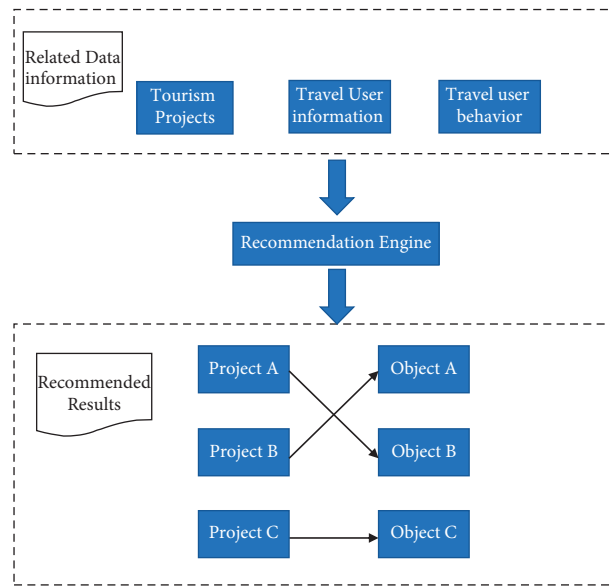 Related Data
information
Tourism
Projects
Travel User
information
Travel user
behavior
Recommendation Engine
Recommended
Results
Project A
Object A
Project B
Object B
Project C
Object C